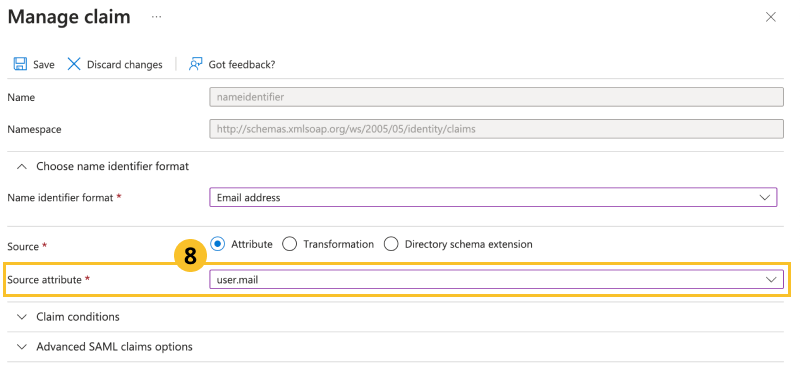 Manage claim ...
Save Discard changes Got feedback?
Name nameidentifier
Namespace http://schemas.xmlsoap.org/ws/2005/05/identity/claims
Choose name identifier format
Name identifier format * Email address
Source * Attribute Transformation Directory schema extension
8
Source attribute * user.mail
Claim conditions
Advanced SAML claims options